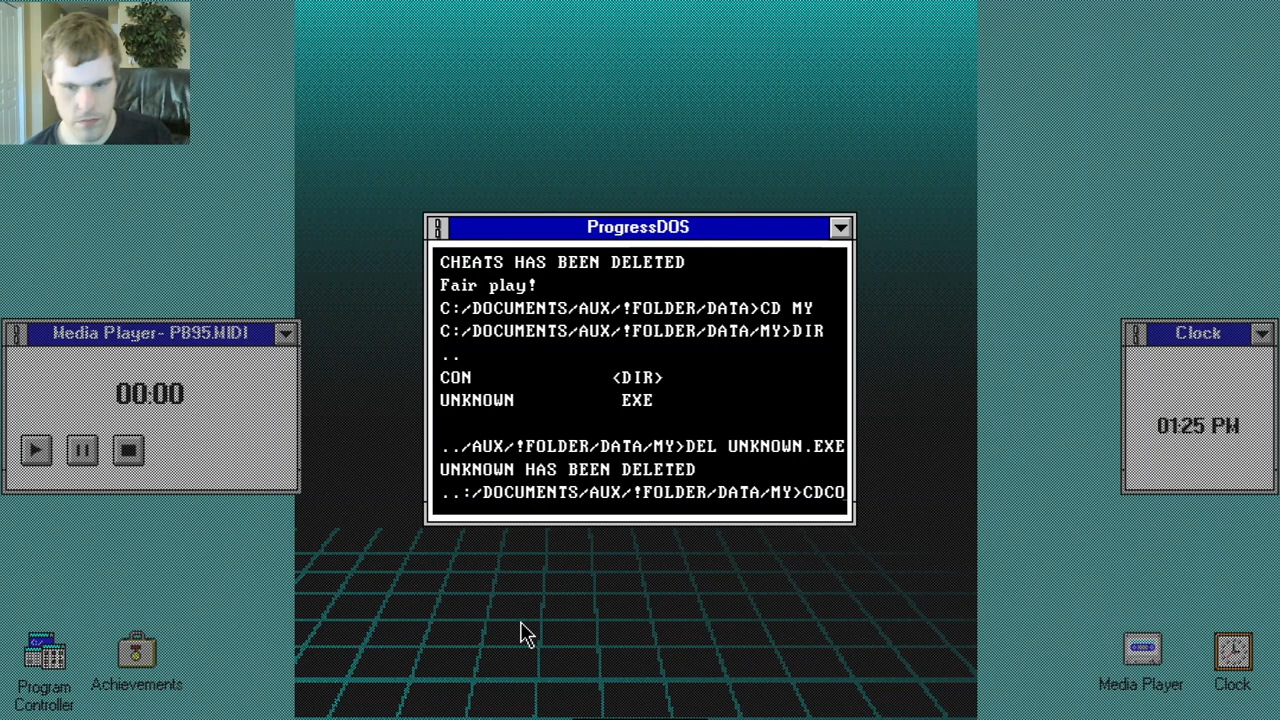 ProgressDOS
CHEATS HAS BEEN DELETED
Fair play!
C:/DOCUMENTS/AUX/!FOLDER/DATA>CD MY
C:/DOCUMENTS/AUX/!FOLDER/DATA/MY>DIR
..
CON <DIR>
UNKNOWN EXE
../AUX/!FOLDER/DATA/MY>DEL UNKNOWN.EXE
UNKNOWN HAS BEEN DELETED
..:/DOCUMENTS/AUX/!FOLDER/DATA/MY>CDCO_
Media Player- PB95.MIDI
00:00
Clock
01:25 PM
Program
Controller
Achievements
Media Player
Clock